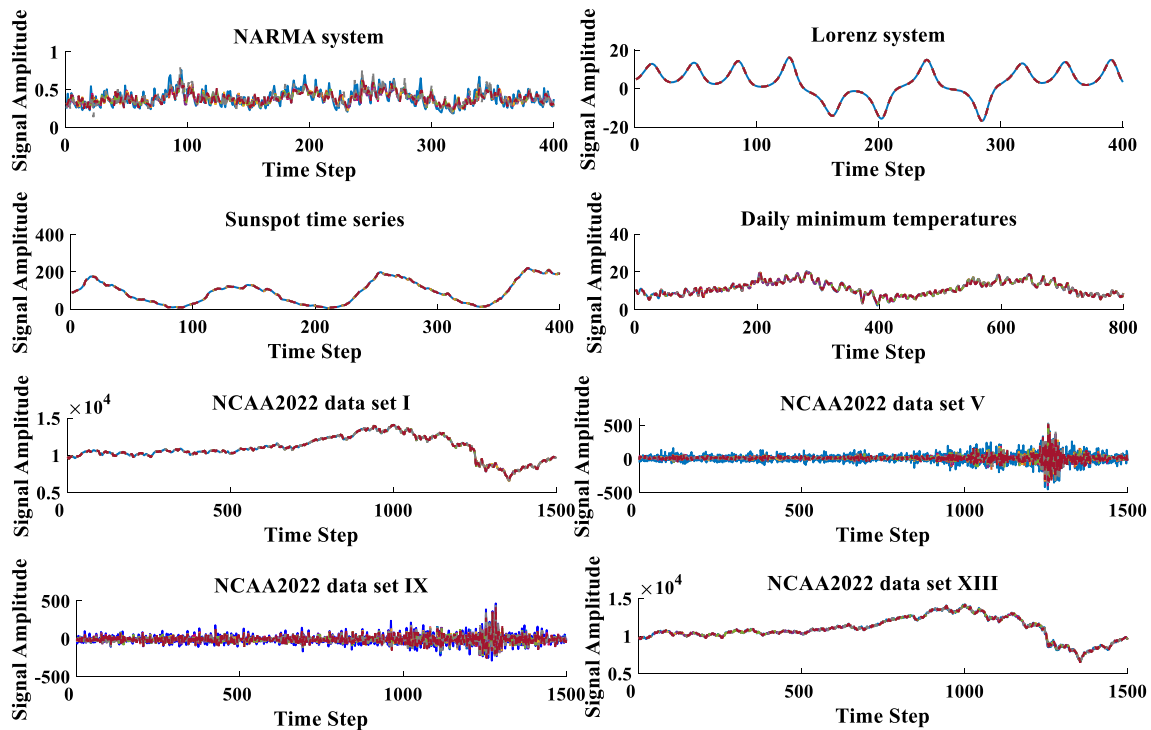 NARMA system
Signal Amplitude
1
0.5
0
0 100 200 300 400
Time Step
Lorenz system
Signal Amplitude
20
0
-20
0 100 200 300 400
Time Step
Sunspot time series
Signal Amplitude
400
200
0
0 100 200 300 400
Time Step
Daily minimum temperatures
Signal Amplitude
40
20
0
0 200 400 600 800
Time Step
NCAA2022 data set I
Signal Amplitude
×10^4
1.5
1
0.5
500 1000 1500
Time Step
NCAA2022 data set V
Signal Amplitude
500
0
-500
0 500 1000 1500
Time Step
NCAA2022 data set IX
Signal Amplitude
500
0
-500
0 500 1000 1500
Time Step
NCAA2022 data set XIII
Signal Amplitude
×10^4
1.5
1
0.5
0 500 1000 1500
Time Step